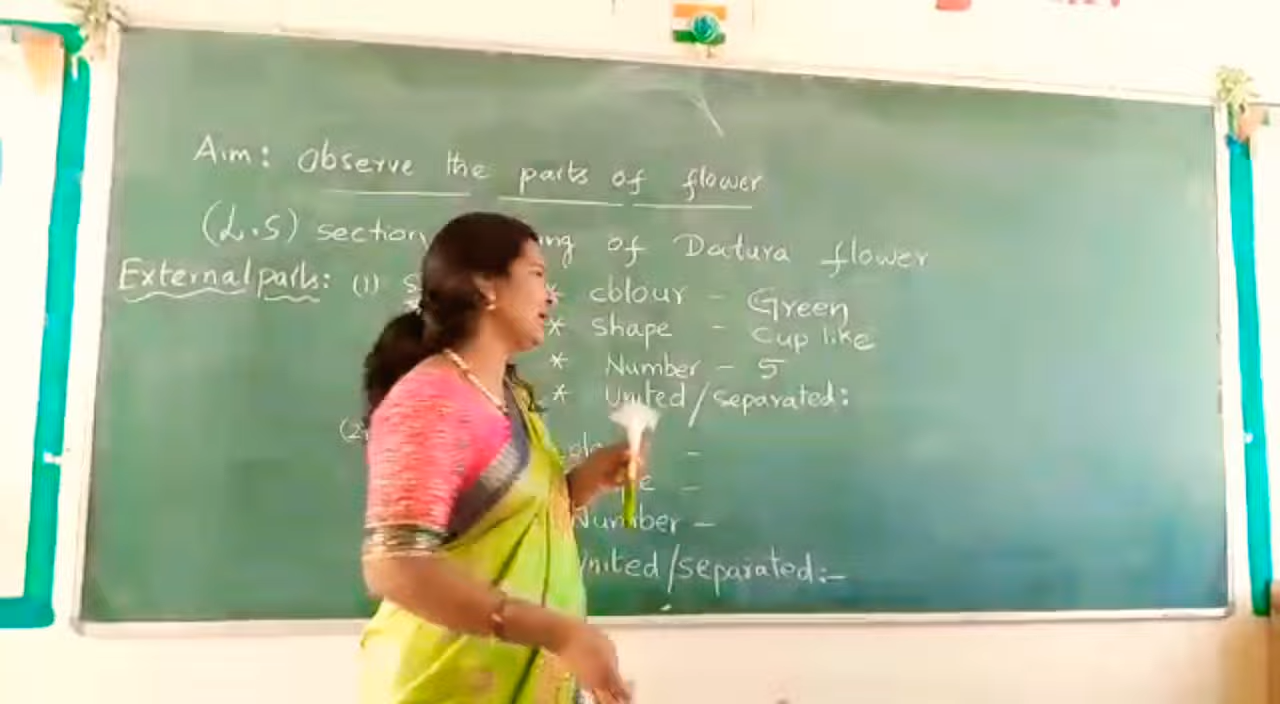 Aim: Observe the parts of flower
(L.S) section of Datura flower
External parts: (1) * colour - Green
* Shape - Cup like
* Number - 5
* United/separated:
(2)
-
-
Number -
United/separated:-